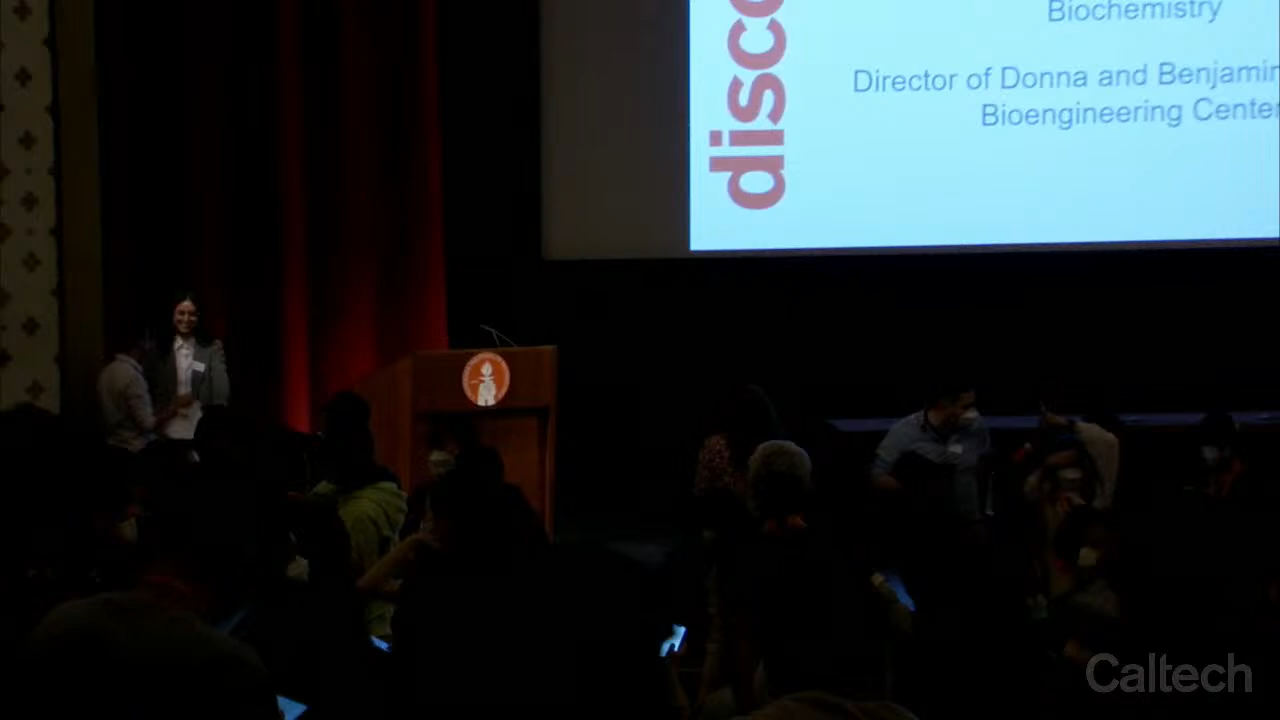 disco
Biochemistry
Director of Donna and Benjamin
Bioengineering Center
Caltech